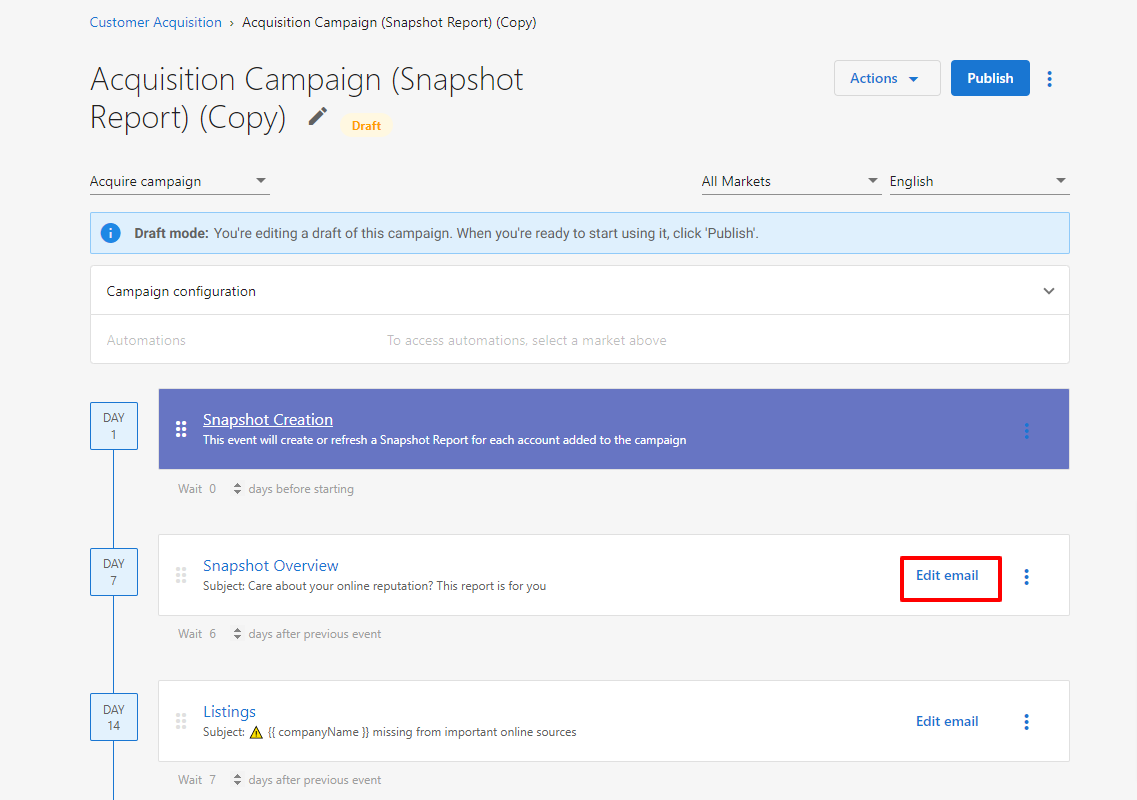 Customer Acquisition › Acquisition Campaign (Snapshot Report) (Copy)
Acquisition Campaign (Snapshot
Report) (Copy)
Draft
Actions
Publish
Acquire campaign
All Markets
English
Draft mode: You're editing a draft of this campaign. When you're ready to start using it, click 'Publish'.
Campaign configuration
Automations
To access automations, select a market above
DAY
1
Snapshot Creation
This event will create or refresh a Snapshot Report for each account added to the campaign
Wait 0 days before starting
DAY
7
Snapshot Overview
Subject: Care about your online reputation? This report is for you
Edit email
Wait 6 days after previous event
DAY
14
Listings
Subject: ⚠ {{ companyName }} missing from important online sources
Edit email
Wait 7 days after previous event